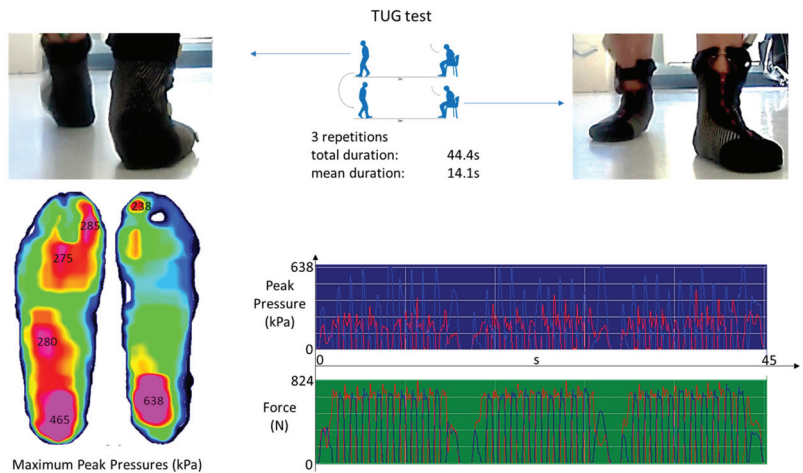 TUG test
3 repetitions
total duration: 44.4s
mean duration: 14.1s
238
285
275
280
465
638
Maximum Peak Pressures (kPa)
638
Peak
Pressure
(kPa)
0
0 s 45
824
Force
(N)
0